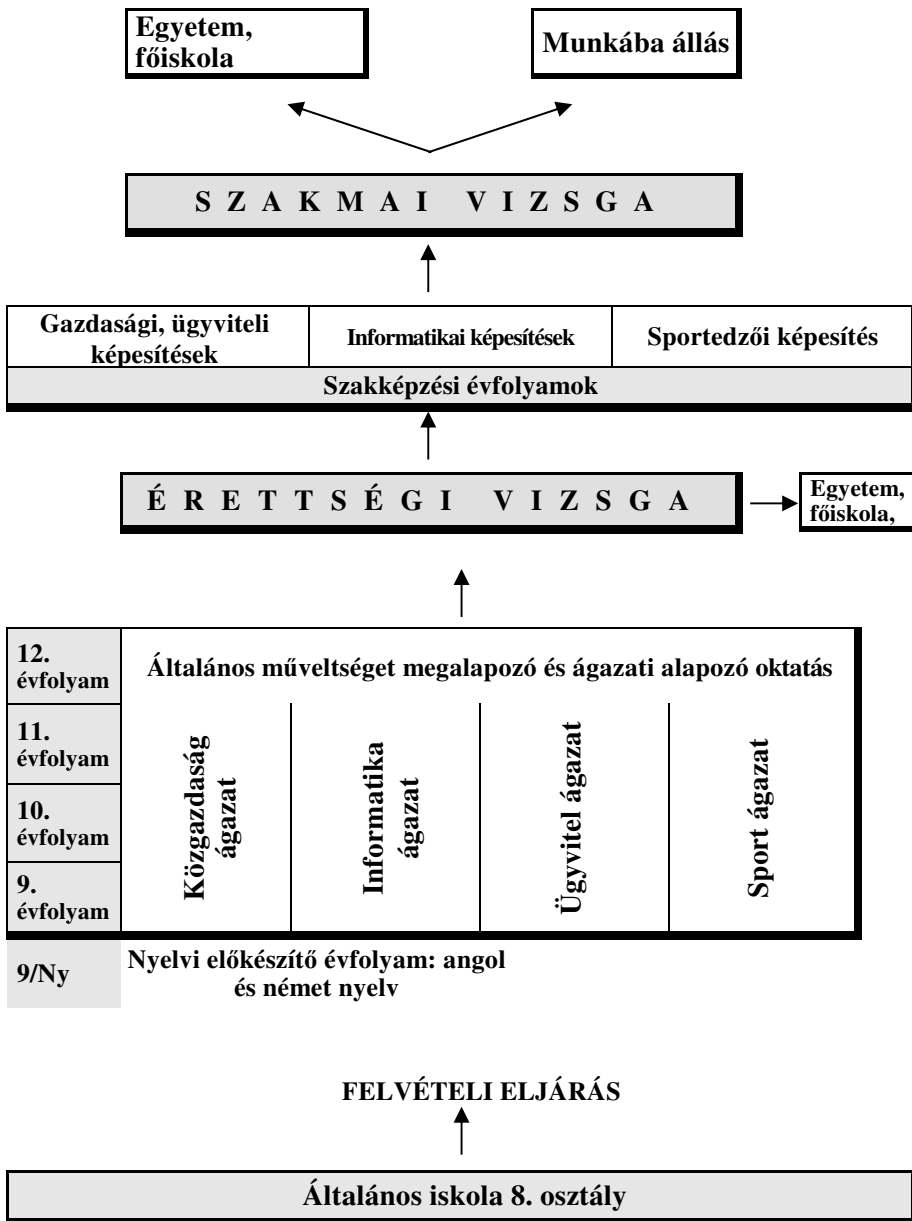 Egyetem,
főiskola
Munkába állás
S Z A K M A I V I Z S G A
Gazdasági, ügyviteli
képesítések
Informatikai képesítések
Sportedzői képesítés
Szakképzési évfolyamok
É R E T T S É G I V I Z S G A
Egyetem,
főiskola,
12.
évfolyam
Általános műveltséget megalapozó és ágazati alapozó oktatás
11.
évfolyam
10.
évfolyam
9.
évfolyam
Közgazdaság
ágazat
Informatika
ágazat
Ügyvitel ágazat
Sport ágazat
9/Ny
Nyelvi előkészítő évfolyam: angol
és német nyelv
FELVÉTELI ELJÁRÁS
Általános iskola 8. osztály